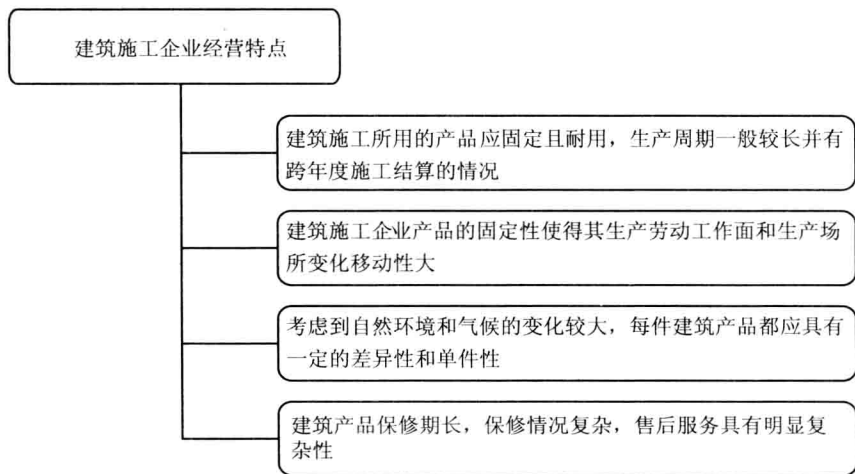 建筑施工企业经营特点
建筑施工所用的产品应固定且耐用，生产周期一般较长并有
跨年度施工结算的情况
建筑施工企业产品的固定性使得其生产劳动工作面和生产场
所变化移动性大
考虑到自然环境和气候的变化较大，每件建筑产品都应具有
一定的差异性和单件性
建筑产品保修期长，保修情况复杂，售后服务具有明显复
杂性